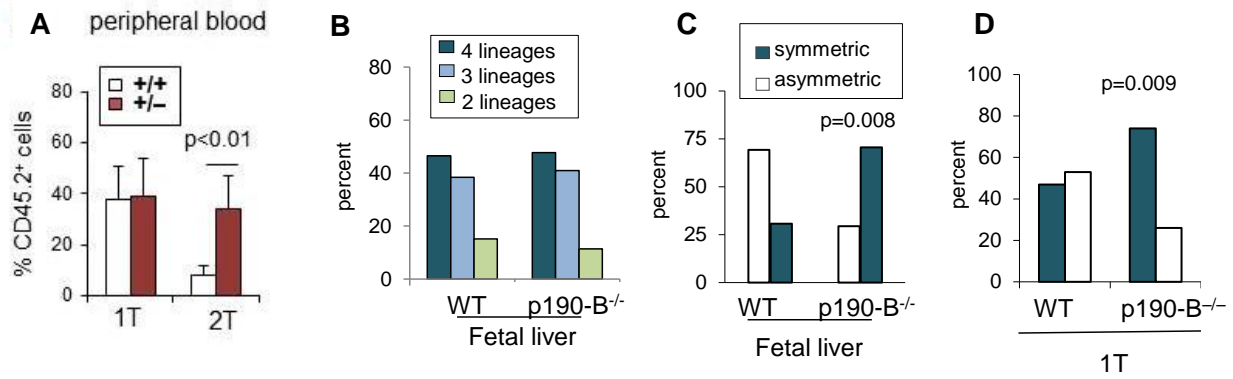 A
peripheral blood
+/+
+/–
% CD45.2+ cells
80
60
40
20
0
p<0.01
1T
2T
B
4 lineages
3 lineages
2 lineages
percent
80
60
40
20
0
WT
p190-B-/-
Fetal liver
C
symmetric
asymmetric
percent
100
75
50
25
0
p=0.008
WT
p190-B-/-
Fetal liver
D
percent
100
80
60
40
20
0
p=0.009
WT
p190-B–/–
1T